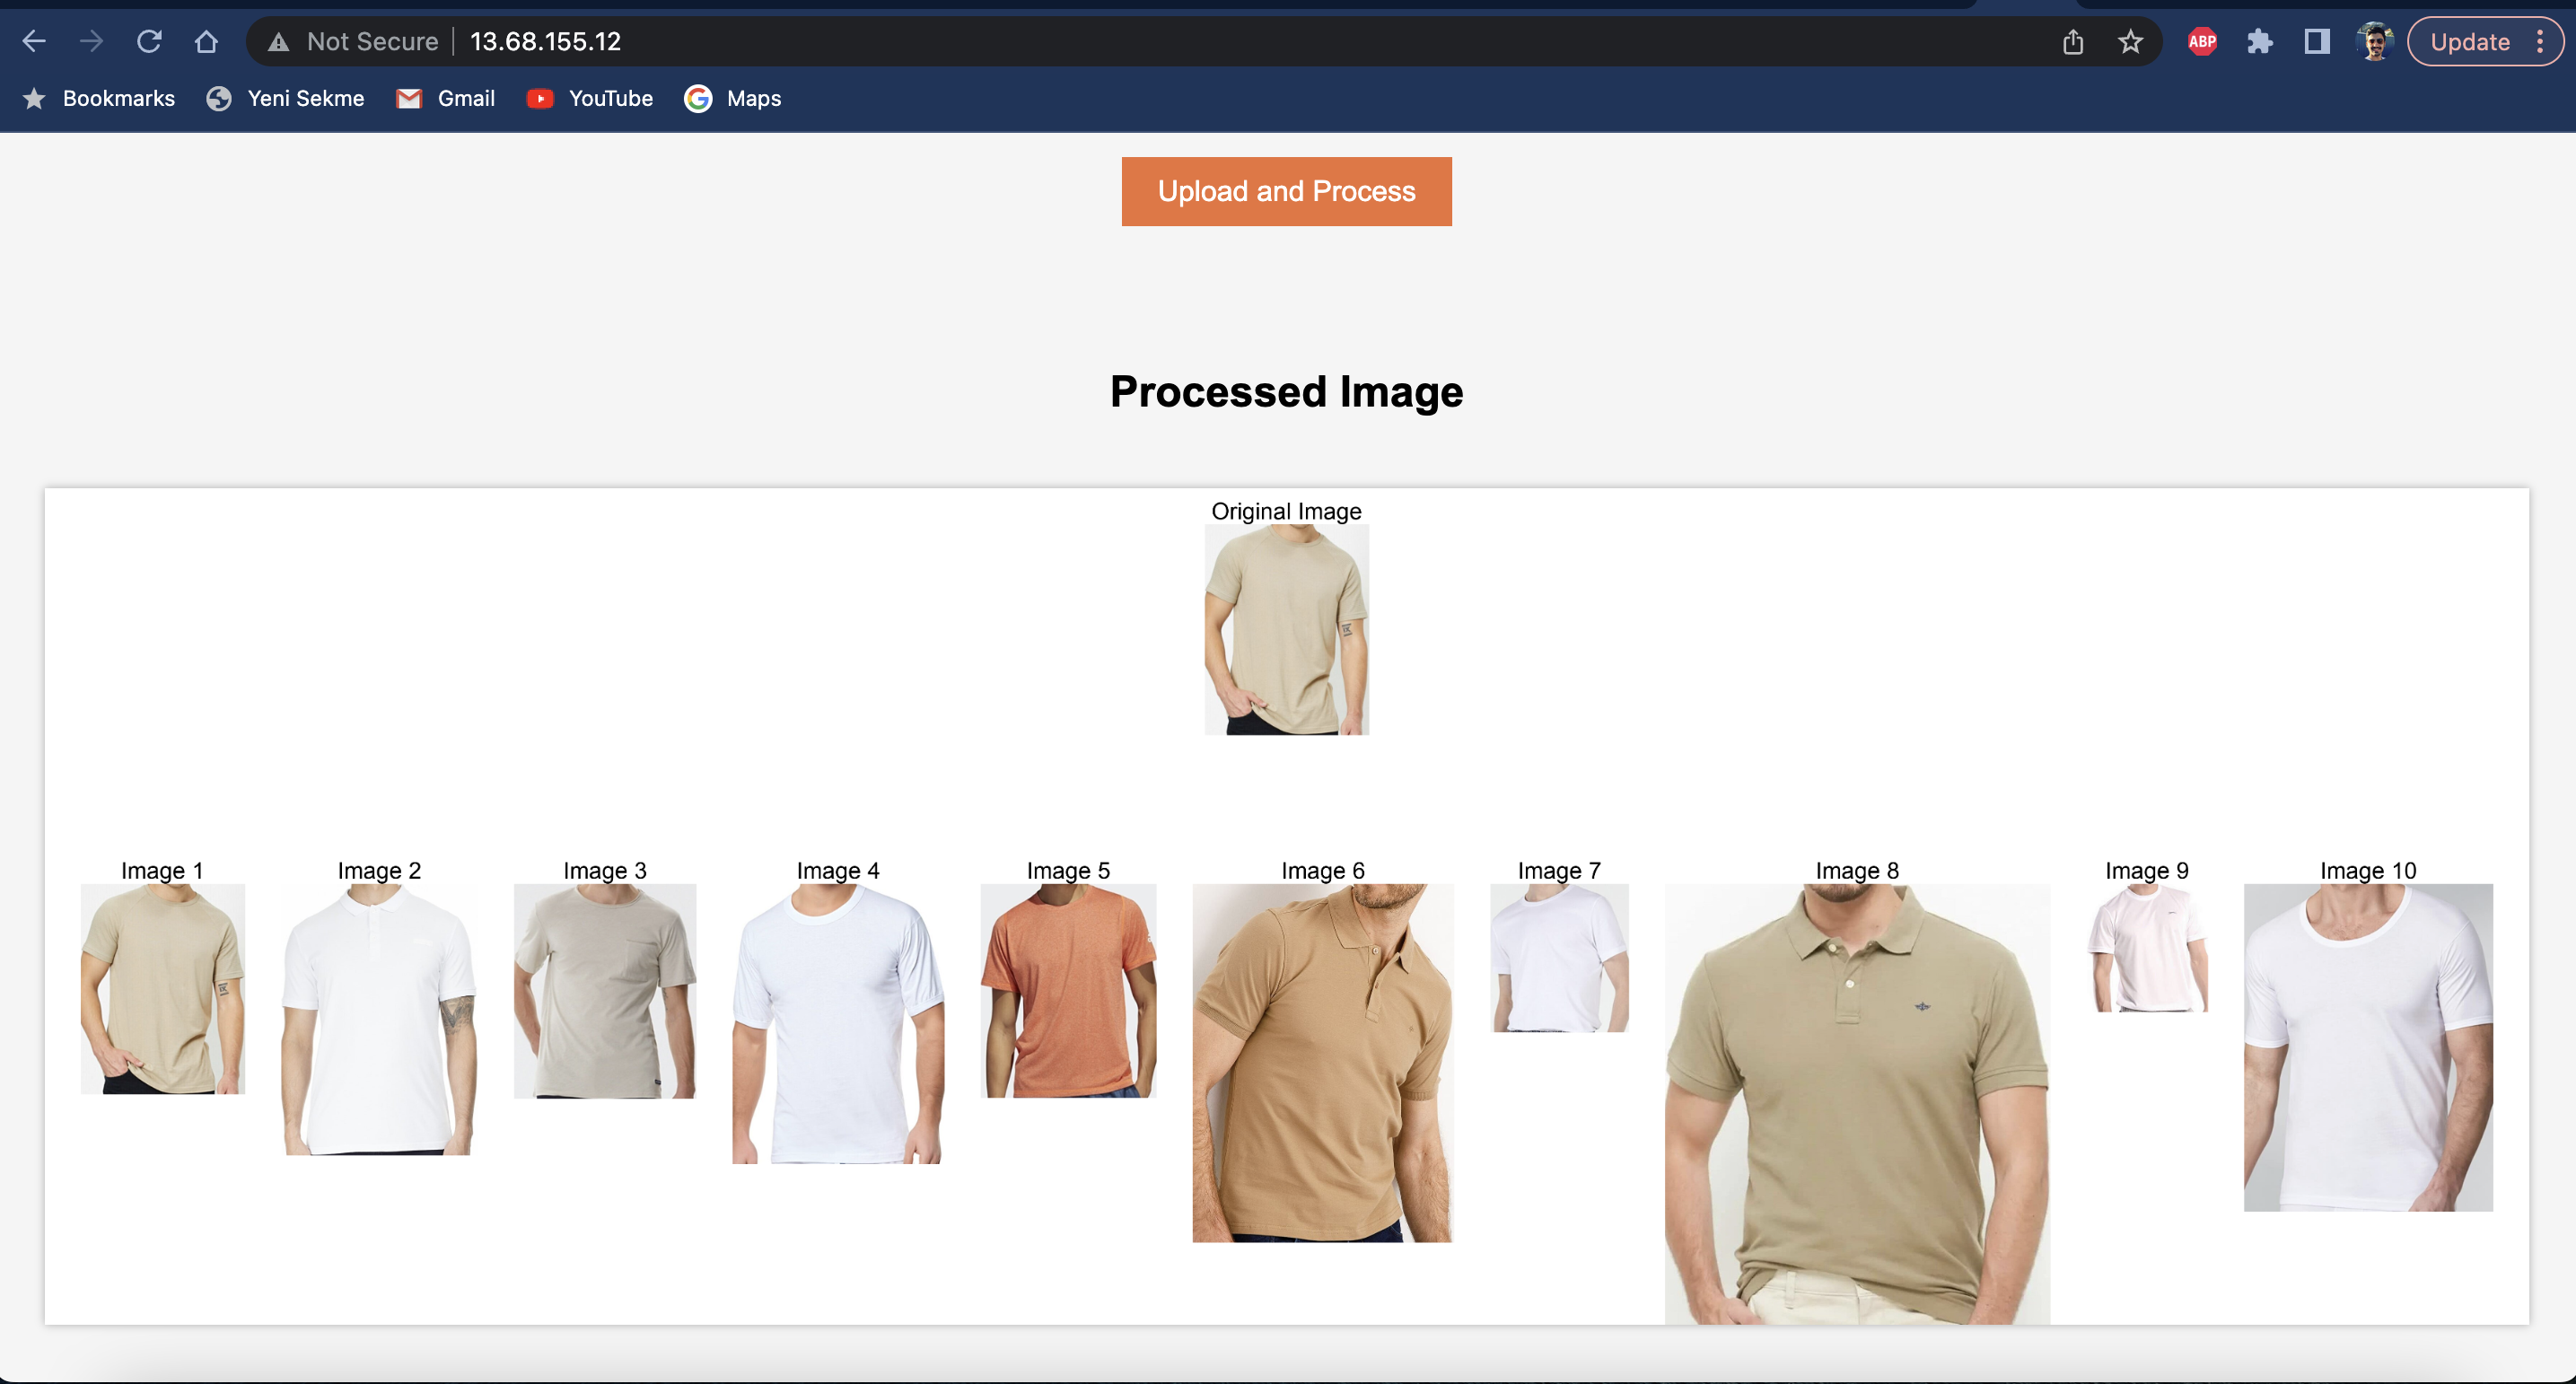 Not Secure 13.68.155.12 ABP Update
Bookmarks Yeni Sekme Gmail YouTube Maps
Upload and Process
Processed Image
Original Image
Image 1 Image 2 Image 3 Image 4 Image 5 Image 6 Image 7 Image 8 Image 9 Image 10